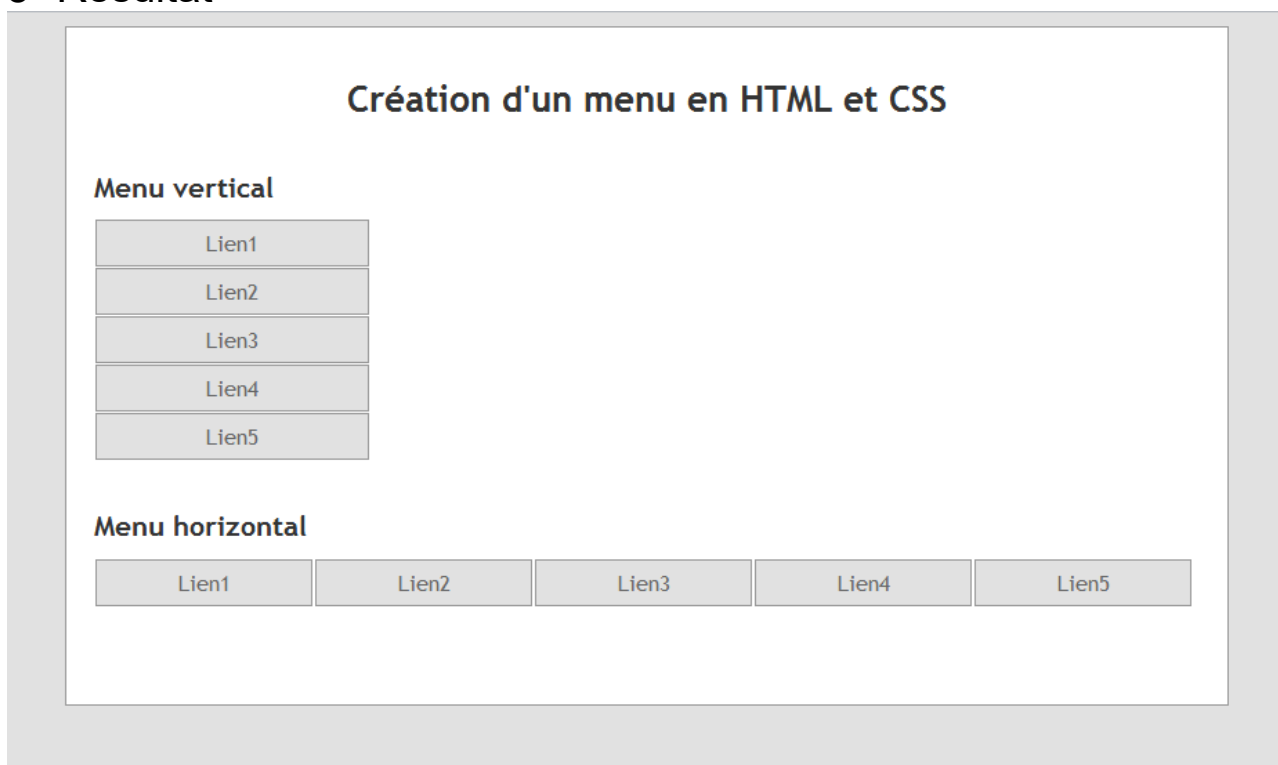 Création d'un menu en HTML et CSS
Menu vertical
Lien1
Lien2
Lien3
Lien4
Lien5
Menu horizontal
Lien1 Lien2 Lien3 Lien4 Lien5